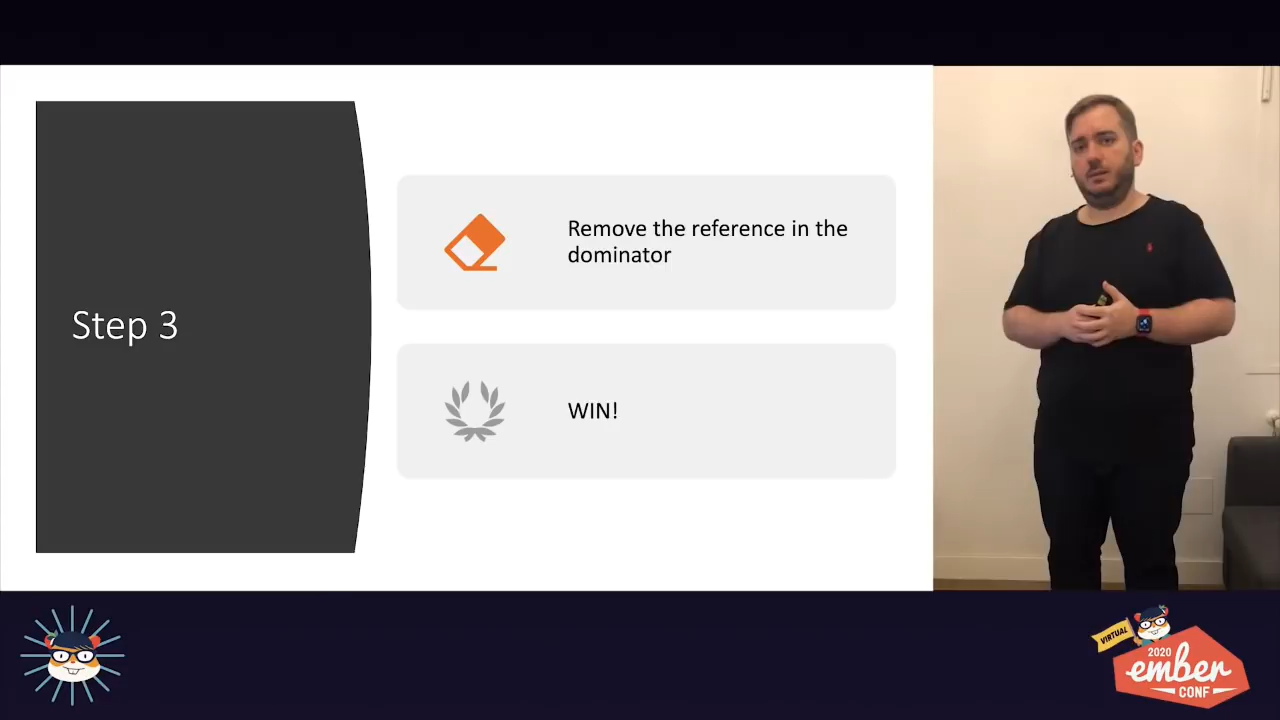 Step 3
Remove the reference in the
dominator
WIN!
VIRTUAL
2020
ember
CONF